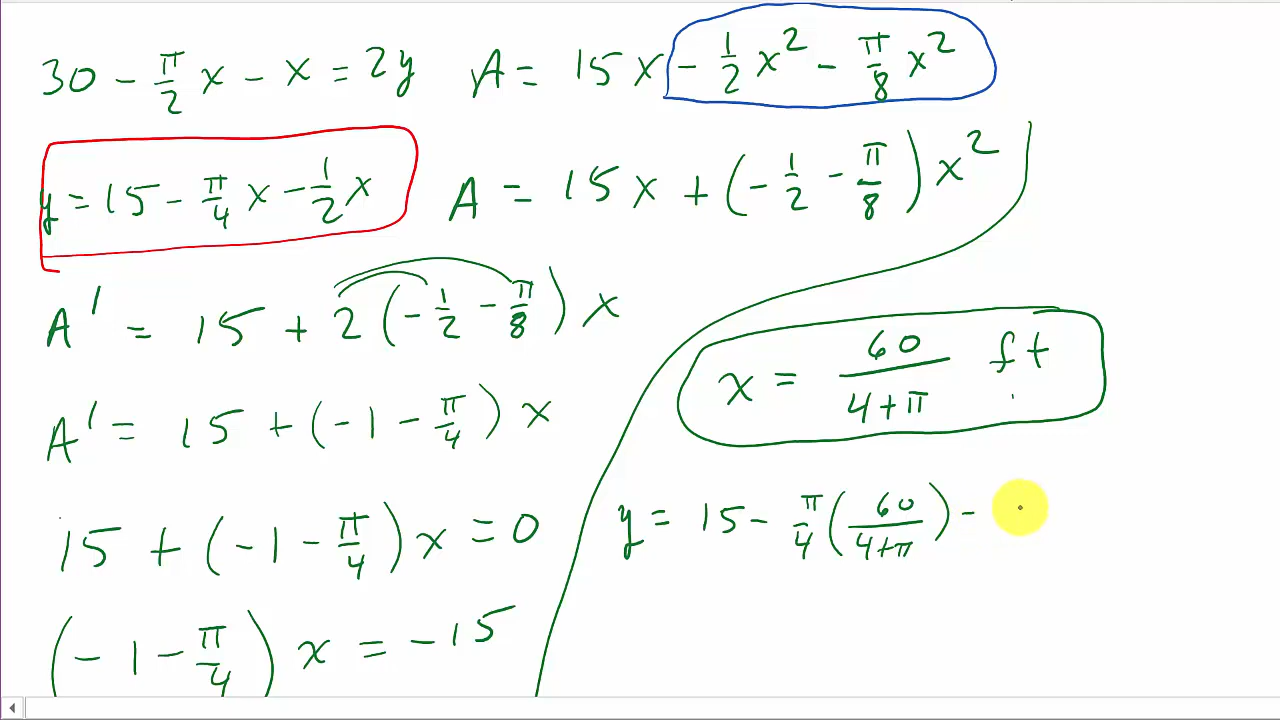 30 - π/2 x - x = 2y
A = 15x - 1/2 x² - π/8 x²
y = 15 - π/4 x - 1/2 x
A = 15x + (-1/2 - π/8) x²
A' = 15 + 2(-1/2 - π/8) x
A' = 15 + (-1 - π/4) x
15 + (-1 - π/4) x = 0
(-1 - π/4) x = -15
x = 60/(4+π) ft
y = 15 - π/4 (60/(4+π)) -